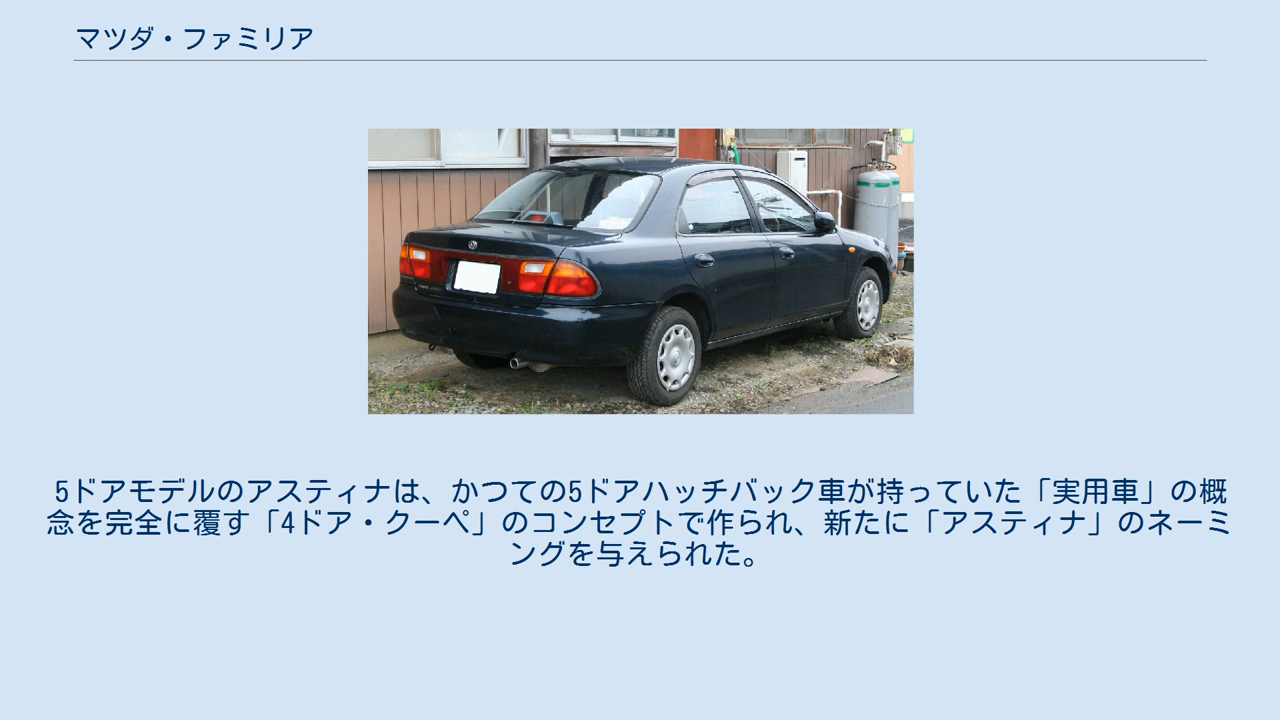 マツダ・ファミリア
5ドアモデルのアスティナは、かつての5ドアハッチバック車が持っていた「実用車」の概
念を完全に覆す「4ドア・クーペ」のコンセプトで作られ、新たに「アスティナ」のネーミ
ングを与えられた。